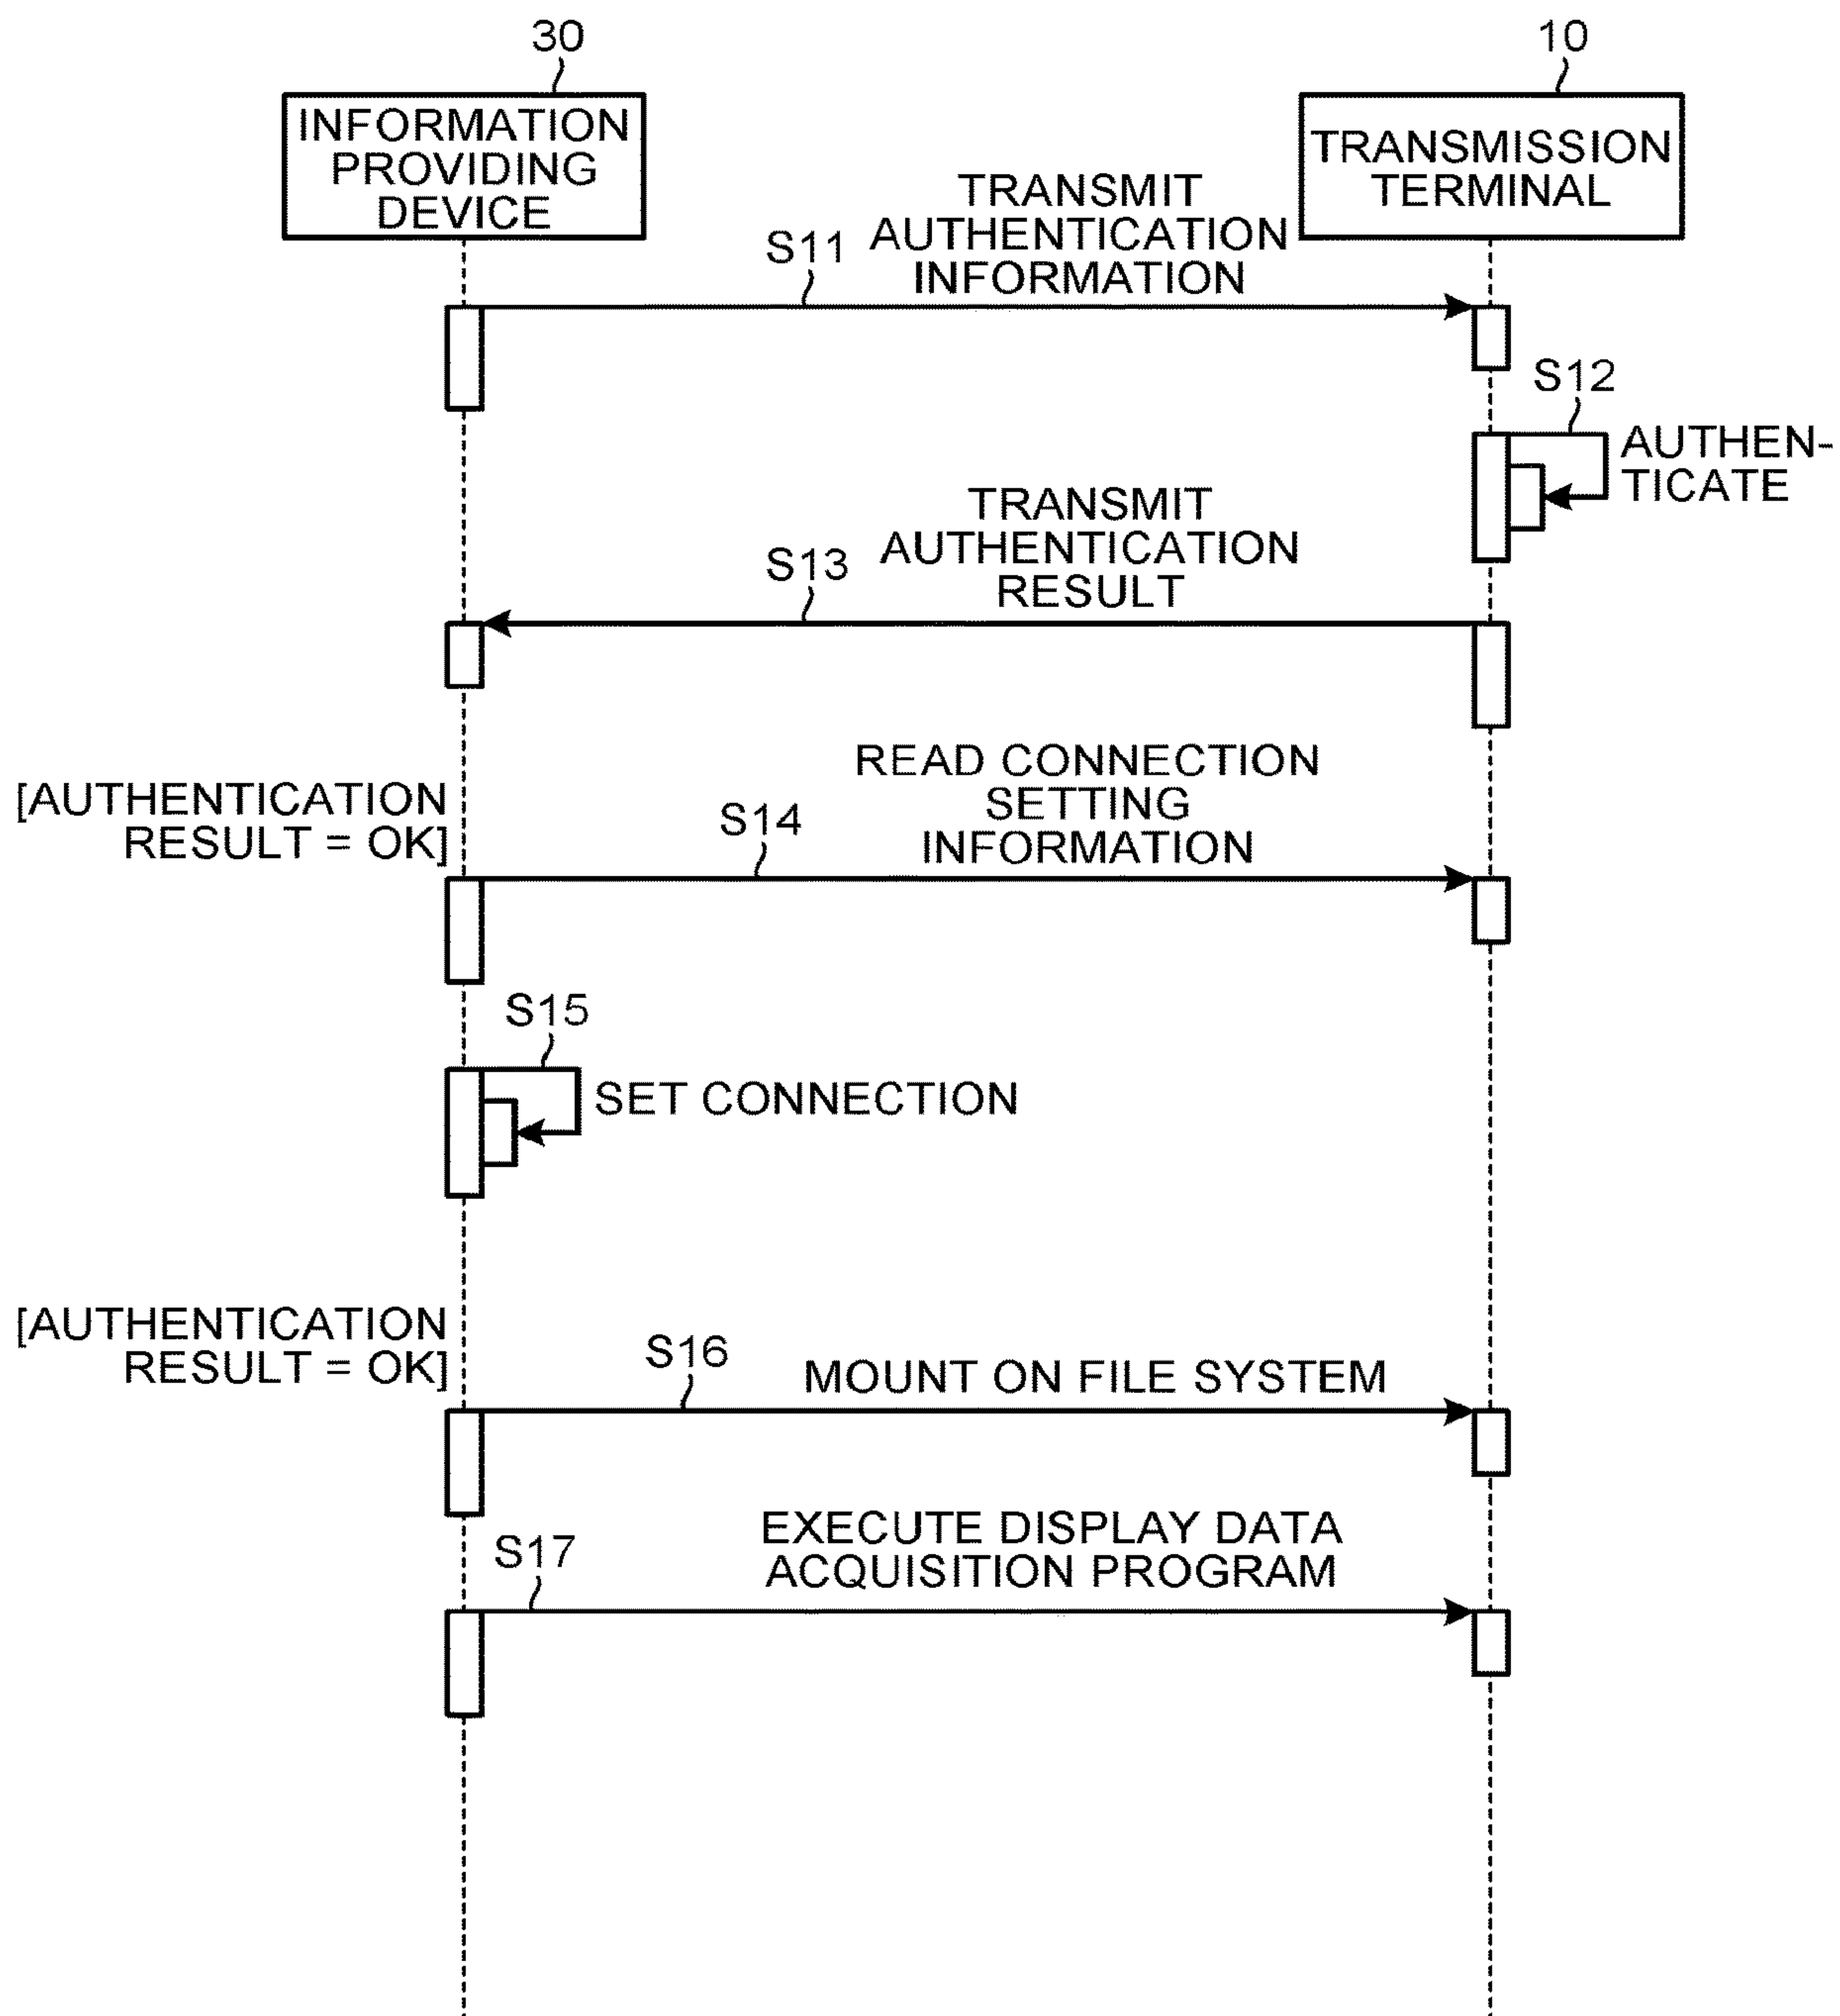 30
10
INFORMATION
PROVIDING
DEVICE
TRANSMISSION
TERMINAL
TRANSMIT
AUTHENTICATION
INFORMATION
S11
S12
AUTHEN-
TICATE
TRANSMIT
AUTHENTICATION
RESULT
S13
READ CONNECTION
SETTING
INFORMATION
[AUTHENTICATION
RESULT = OK]
S14
S15
SET CONNECTION
[AUTHENTICATION
RESULT = OK]
S16
MOUNT ON FILE SYSTEM
S17
EXECUTE DISPLAY DATA
ACQUISITION PROGRAM